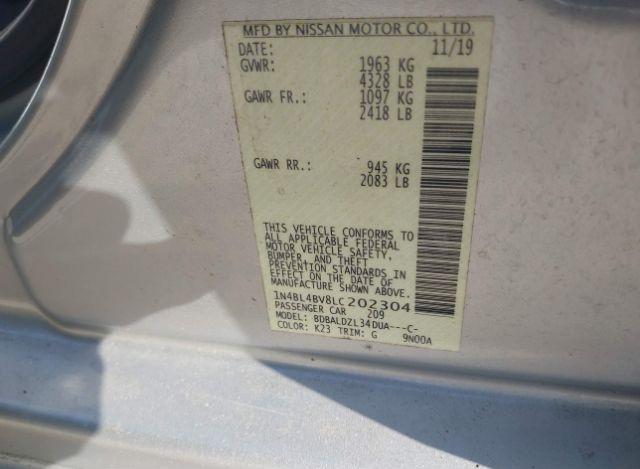 MFD BY NISSAN MOTOR CO., LTD.
DATE: 11/19
GVWR: 1963 KG
4328 LB
GAWR FR.: 1097 KG
2418 LB
GAWR RR.: 945 KG
2083 LB
THIS VEHICLE CONFORMS TO
ALL APPLICABLE FEDERAL
MOTOR VEHICLE SAFETY,
BUMPER, AND THEFT
PREVENTION STANDARDS IN
EFFECT ON THE DATE OF
MANUFACTURE SHOWN ABOVE.
1N4BL4BV8LC202304
PASSENGER CAR 209
MODEL: BDBALDZL34DUA---C-
COLOR: K23 TRIM: G 9N00A